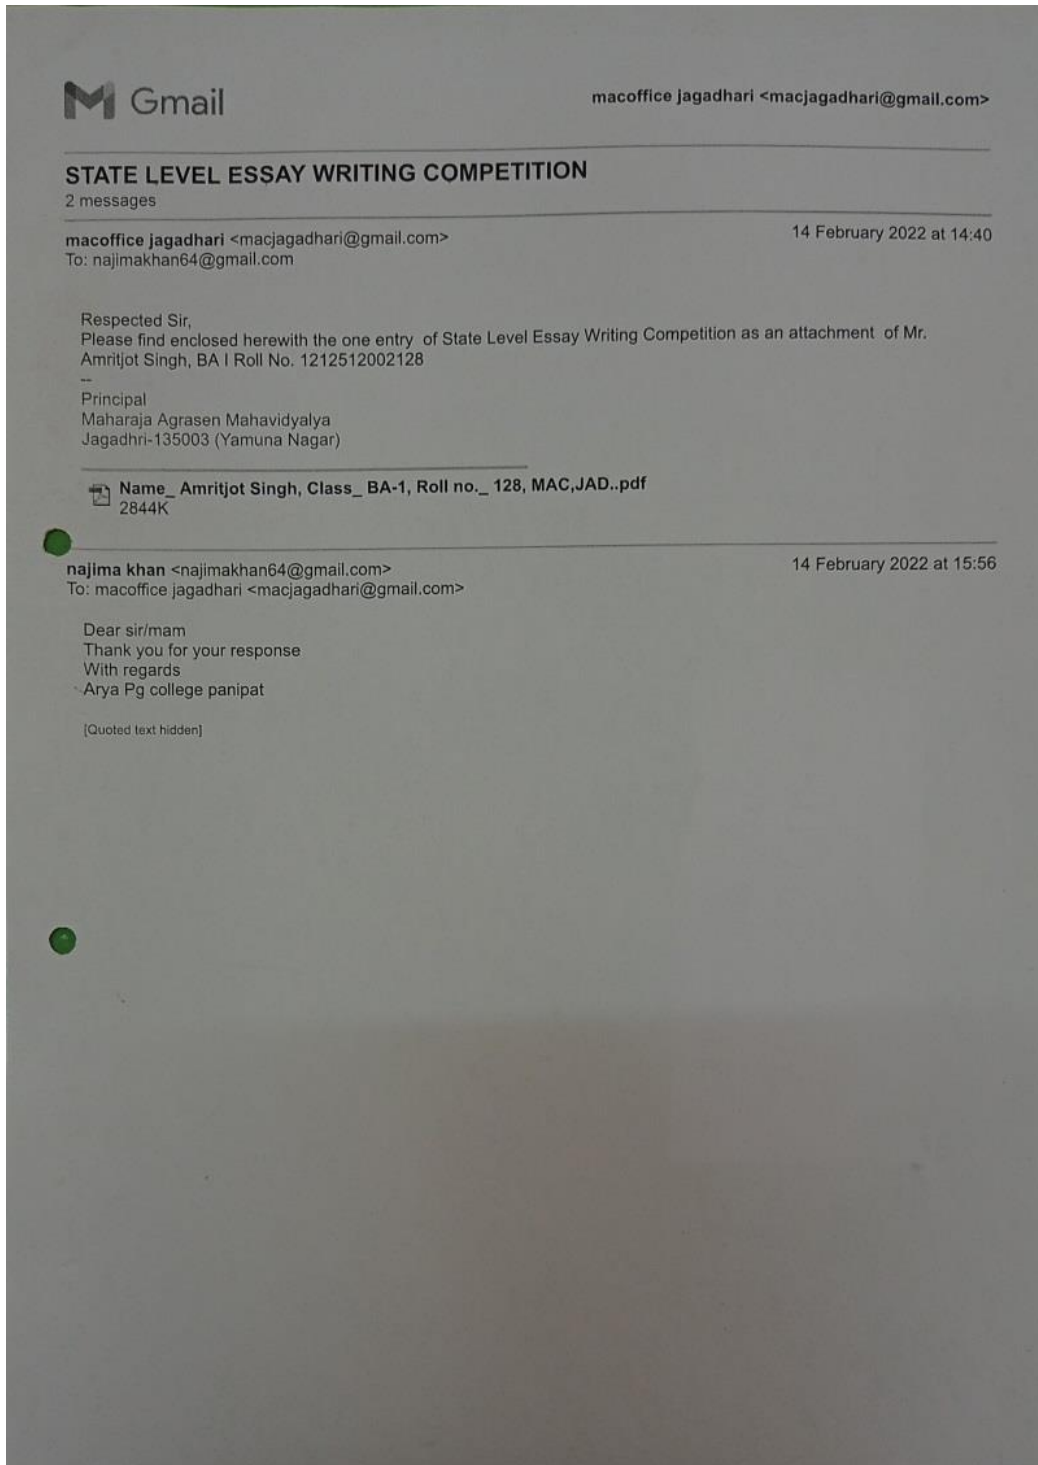 Gmail
macoffice jagadhari <macjagadhari@gmail.com>
STATE LEVEL ESSAY WRITING COMPETITION
2 messages
macoffice jagadhari <macjagadhari@gmail.com>
14 February 2022 at 14:40
To: najimakhan64@gmail.com
Respected Sir,
Please find enclosed herewith the one entry of State Level Essay Writing Competition as an attachment of Mr.
Amritjot Singh, BA I Roll No. 1212512002128
--
Principal
Maharaja Agrasen Mahavidyalya
Jagadhri-135003 (Yamuna Nagar)
Name_ Amritjot Singh, Class_ BA-1, Roll no._ 128, MAC,JAD..pdf
2844K
najima khan <najimakhan64@gmail.com>
14 February 2022 at 15:56
To: macoffice jagadhari <macjagadhari@gmail.com>
Dear sir/mam
Thank you for your response
With regards
Arya Pg college panipat
[Quoted text hidden]